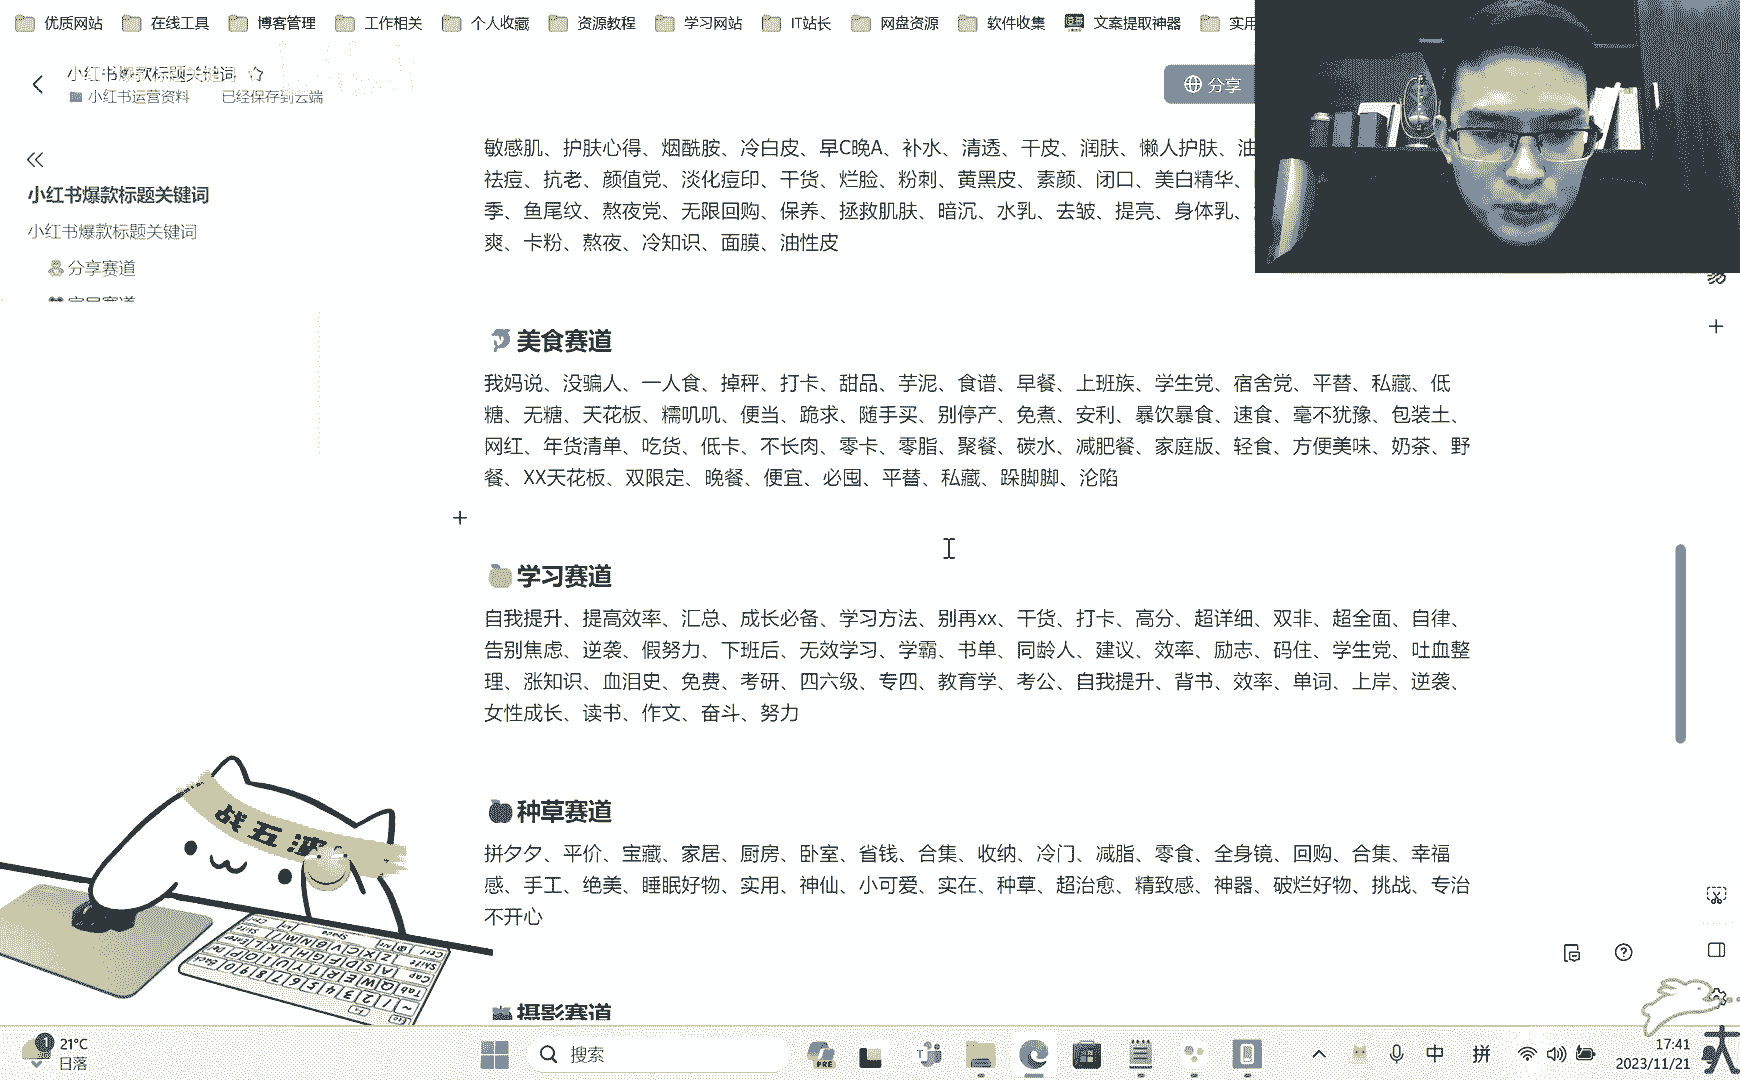 优质网站 在线工具 博客管理 工作相关 个人收藏 资源教程 学习网站 IT站长 网盘资源 软件收集 文案提取神器 实用
小红书爆款标题关键词
小红书运营资料 已经保存到云端
分享
小红书爆款标题关键词
小红书爆款标题关键词
分享赛道
敏感肌、护肤心得、烟酰胺、冷白皮、早C晚A、补水、清透、干皮、润肤、懒人护肤、油
祛痘、抗老、颜值党、淡化痘印、干货、烂脸、粉刺、黄黑皮、素颜、闭口、美白精华、
季、鱼尾纹、熬夜党、无限回购、保养、拯救肌肤、暗沉、水乳、去皱、提亮、身体乳、
爽、卡粉、熬夜、冷知识、面膜、油性皮
美食赛道
我妈说、没骗人、一人食、掉秤、打卡、甜品、芋泥、食谱、早餐、上班族、学生党、宿舍党、平替、私藏、低
糖、无糖、天花板、糯叽叽、便当、跪求、随手买、别停产、免煮、安利、暴饮暴食、速食、毫不犹豫、包装土、
网红、年货清单、吃货、低卡、不长肉、零卡、零脂、聚餐、碳水、减肥餐、家庭版、轻食、方便美味、奶茶、野
餐、XX天花板、双限定、晚餐、便宜、必囤、平替、私藏、跺脚脚、沦陷
学习赛道
自我提升、提高效率、汇总、成长必备、学习方法、别再xx、干货、打卡、高分、超详细、双非、超全面、自律、
告别焦虑、逆袭、假努力、下班后、无效学习、学霸、书单、同龄人、建议、效率、励志、码住、学生党、吐血整
理、涨知识、血泪史、免费、考研、四六级、专四、教育学、考公、自我提升、背书、效率、单词、上岸、逆袭、
女性成长、读书、作文、奋斗、努力
种草赛道
拼夕夕、平价、宝藏、家居、厨房、卧室、省钱、合集、收纳、冷门、减脂、零食、全身镜、回购、合集、幸福
感、手工、绝美、睡眠好物、实用、神仙、小可爱、实在、种草、超治愈、精致感、神器、破烂好物、挑战、专治
不开心
摄影赛道
战五渣
21°C
日落
搜索
中 拼
17:41
2023/11/21